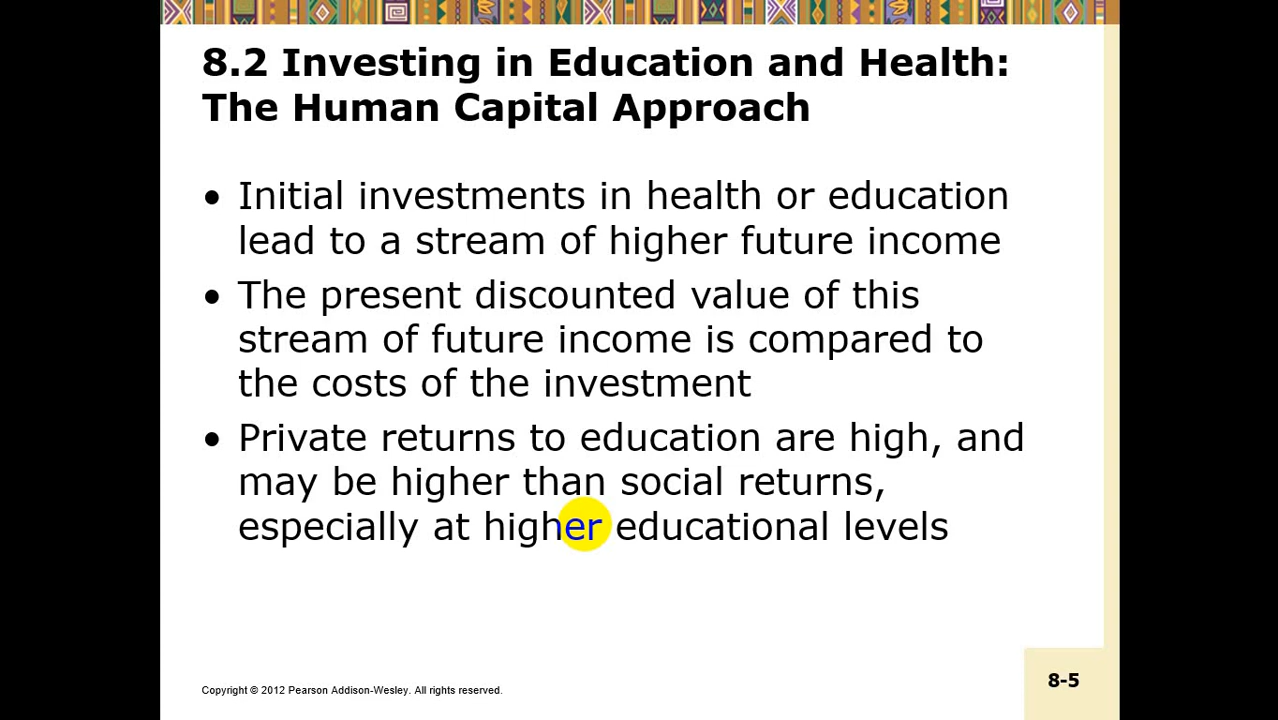 8.2 Investing in Education and Health:
The Human Capital Approach
• Initial investments in health or education
lead to a stream of higher future income
• The present discounted value of this
stream of future income is compared to
the costs of the investment
• Private returns to education are high, and
may be higher than social returns,
especially at higher educational levels
Copyright © 2012 Pearson Addison-Wesley. All rights reserved.
8-5